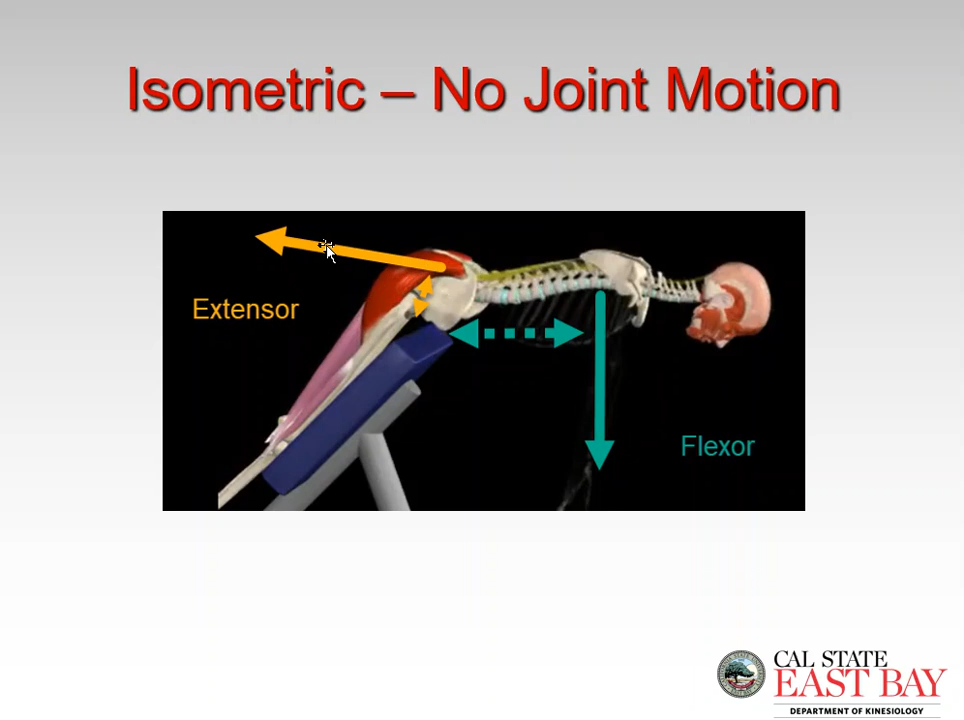 Isometric – No Joint Motion
Extensor
Flexor
CAL STATE
EAST BAY
DEPARTMENT OF KINESIOLOGY